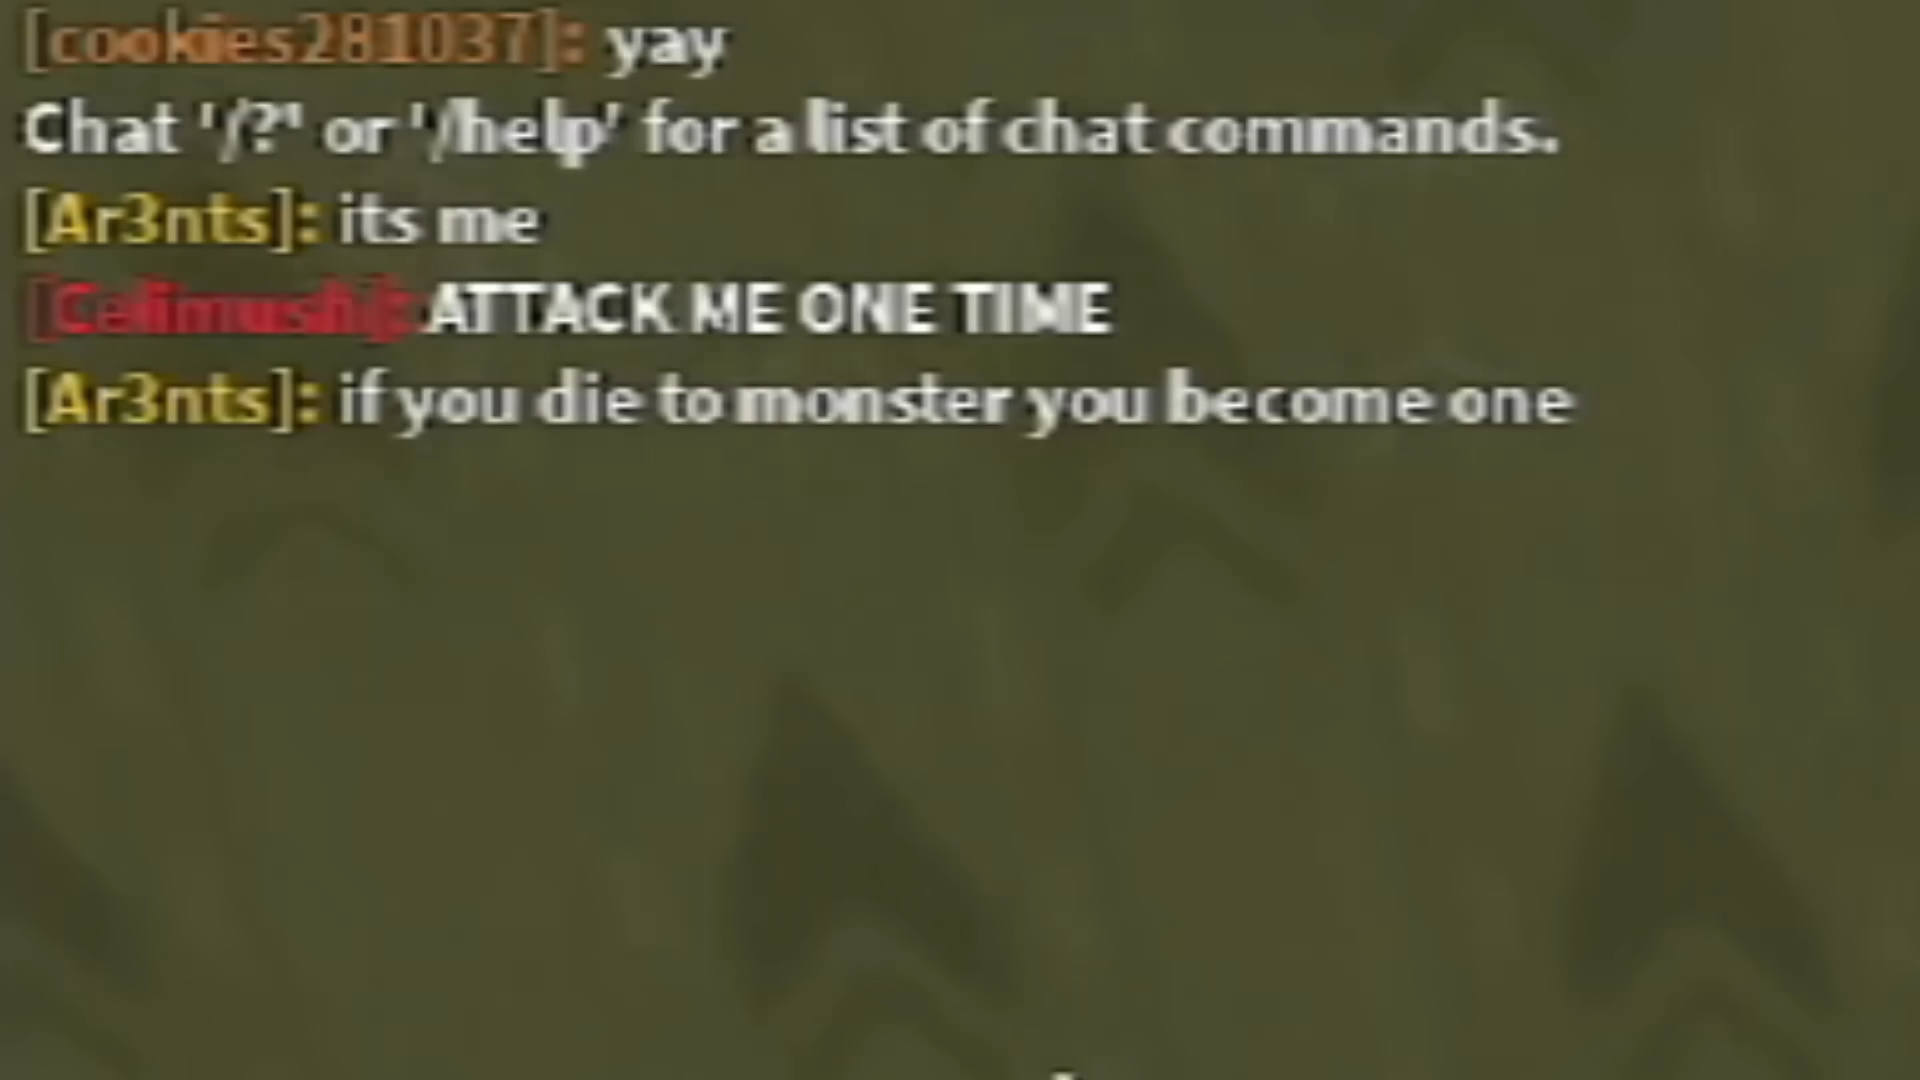 [cookies281037]: yay
Chat '/?' or '/help' for a list of chat commands.
[Ar3nts]: its me
[Celimush]: ATTACK ME ONE TIME
[Ar3nts]: if you die to monster you become one